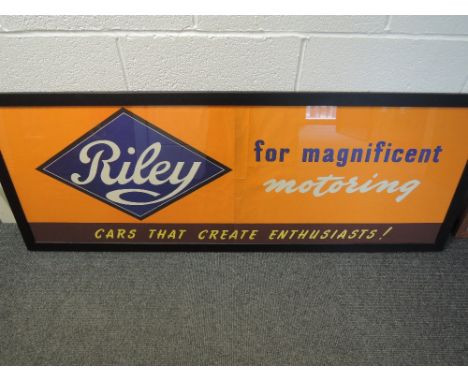 Riley
for magnificent
motoring
CARS THAT CREATE ENTHUSIASTS!